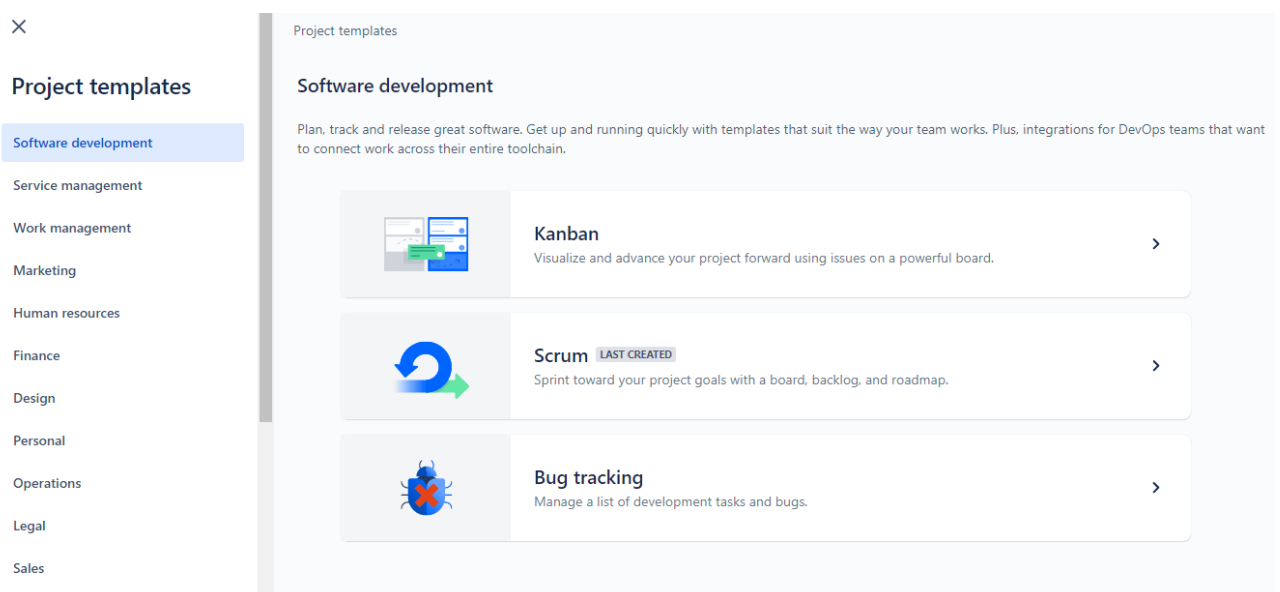 Project templates
Software development
Service management
Work management
Marketing
Human resources
Finance
Design
Personal
Operations
Legal
Sales
Project templates
Software development
Plan, track and release great software. Get up and running quickly with templates that suit the way your team works. Plus, integrations for DevOps teams that want
to connect work across their entire toolchain.
Kanban
Visualize and advance your project forward using issues on a powerful board.
Scrum LAST CREATED
Sprint toward your project goals with a board, backlog, and roadmap.
Bug tracking
Manage a list of development tasks and bugs.